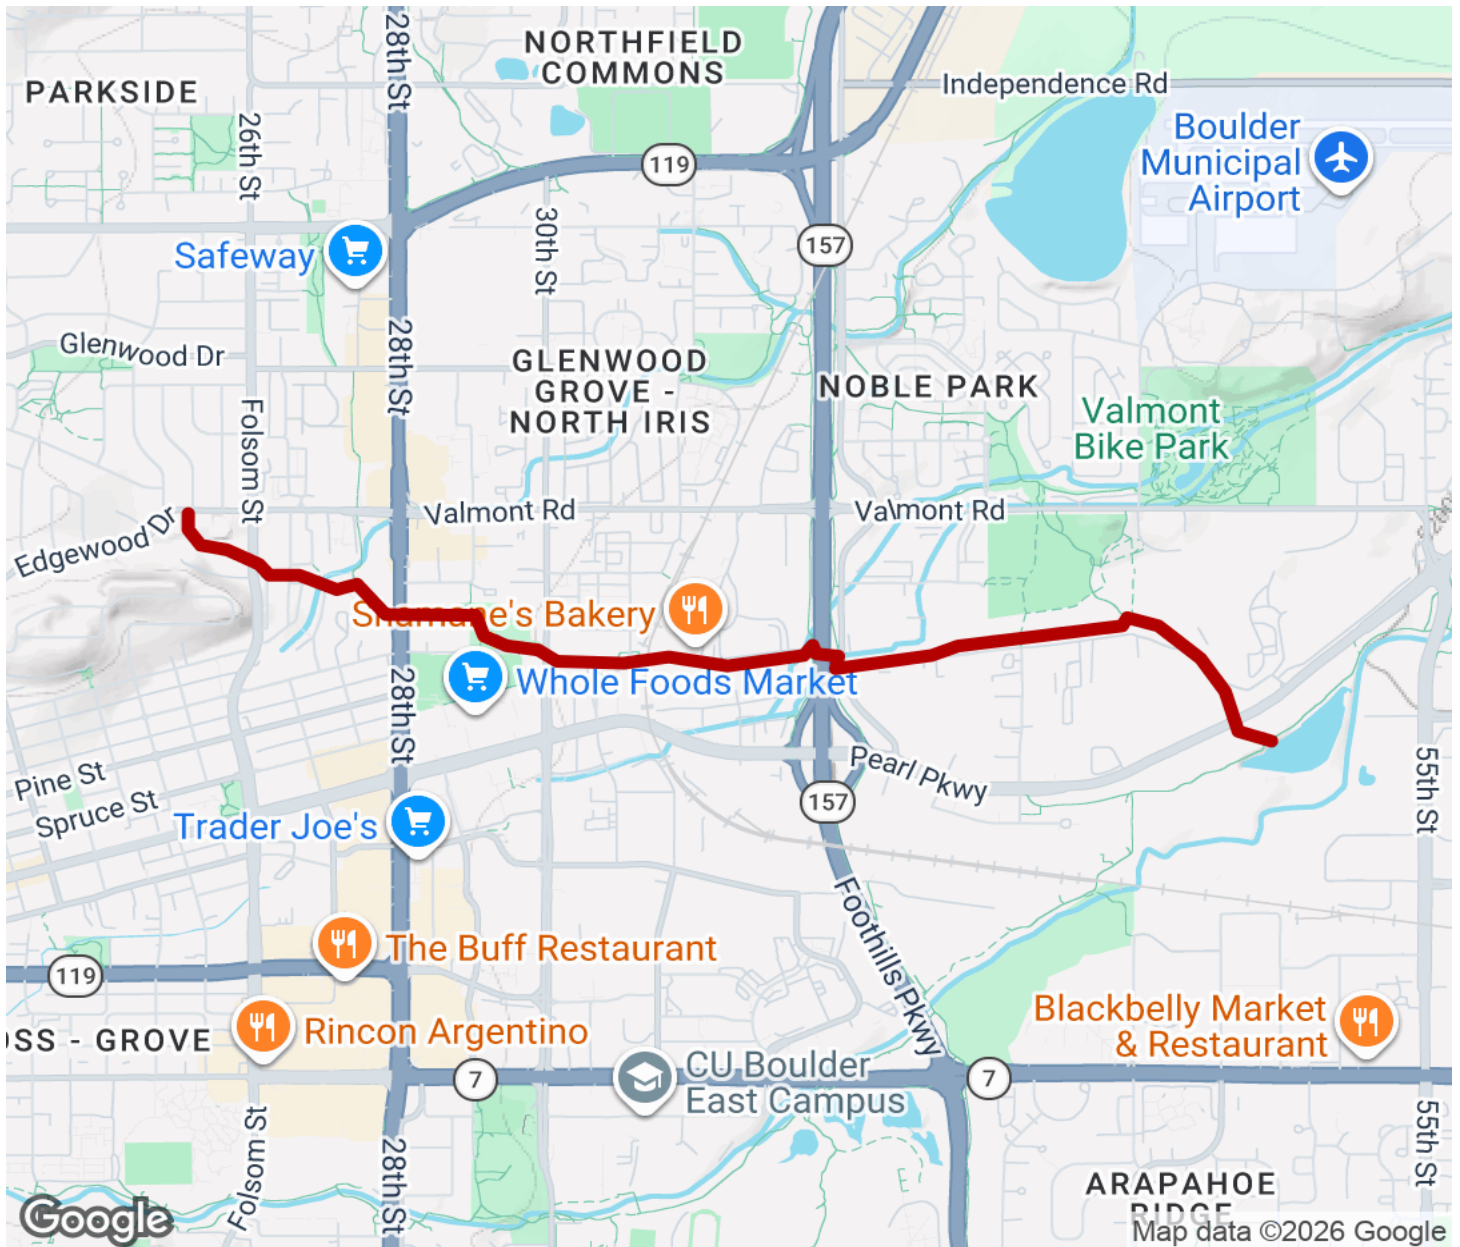 NORTHFIELD
COMMONS
PARKSIDE
28th St
Independence Rd
26th St
Boulder
Municipal
Airport
119
30th St
157
Safeway
28th St
Glenwood Dr
GLENWOOD
GROVE -
NORTH IRIS
NOBLE PARK
Valmont
Bike Park
Folsom St
Valmont Rd
Valmont Rd
Edgewood Dr
Shamane's Bakery
Whole Foods Market
28th St
Pearl Pkwy
Pine St
Spruce St
157
55th St
Trader Joe's
Foothills Pkwy
The Buff Restaurant
119
Blackbelly Market
& Restaurant
OSS - GROVE
Rincon Argentino
CU Boulder
East Campus
7
7
Folsom St
28th St
55th St
ARAPAHOE
RIDGE
Google
Map data ©2026 Google